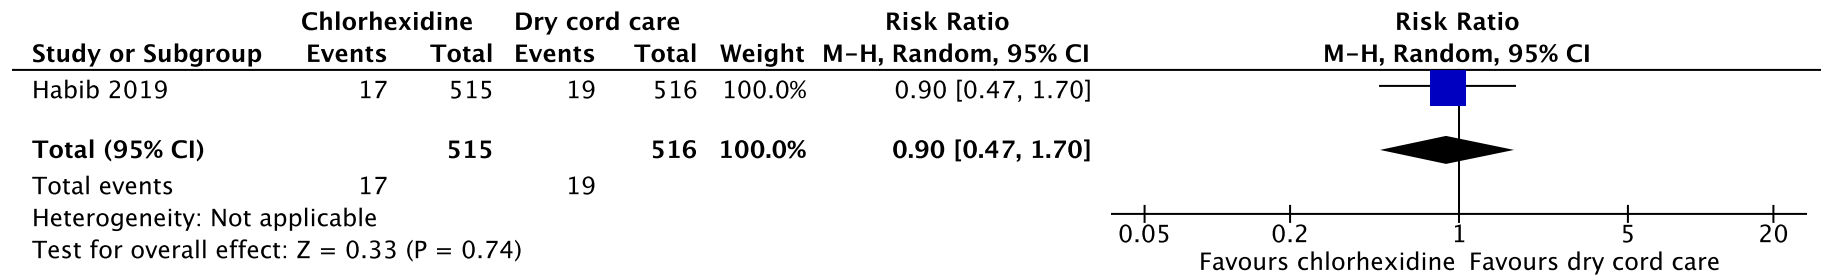 Chlorhexidine Dry cord care Risk Ratio Risk Ratio
Study or Subgroup Events Total Events Total Weight M-H, Random, 95% CI M-H, Random, 95% CI
Habib 2019 17 515 19 516 100.0% 0.90 [0.47, 1.70]
Total (95% CI) 515 516 100.0% 0.90 [0.47, 1.70]
Total events 17 19
Heterogeneity: Not applicable
Test for overall effect: Z = 0.33 (P = 0.74)
0.05 0.2 1 5 20
Favours chlorhexidine Favours dry cord care